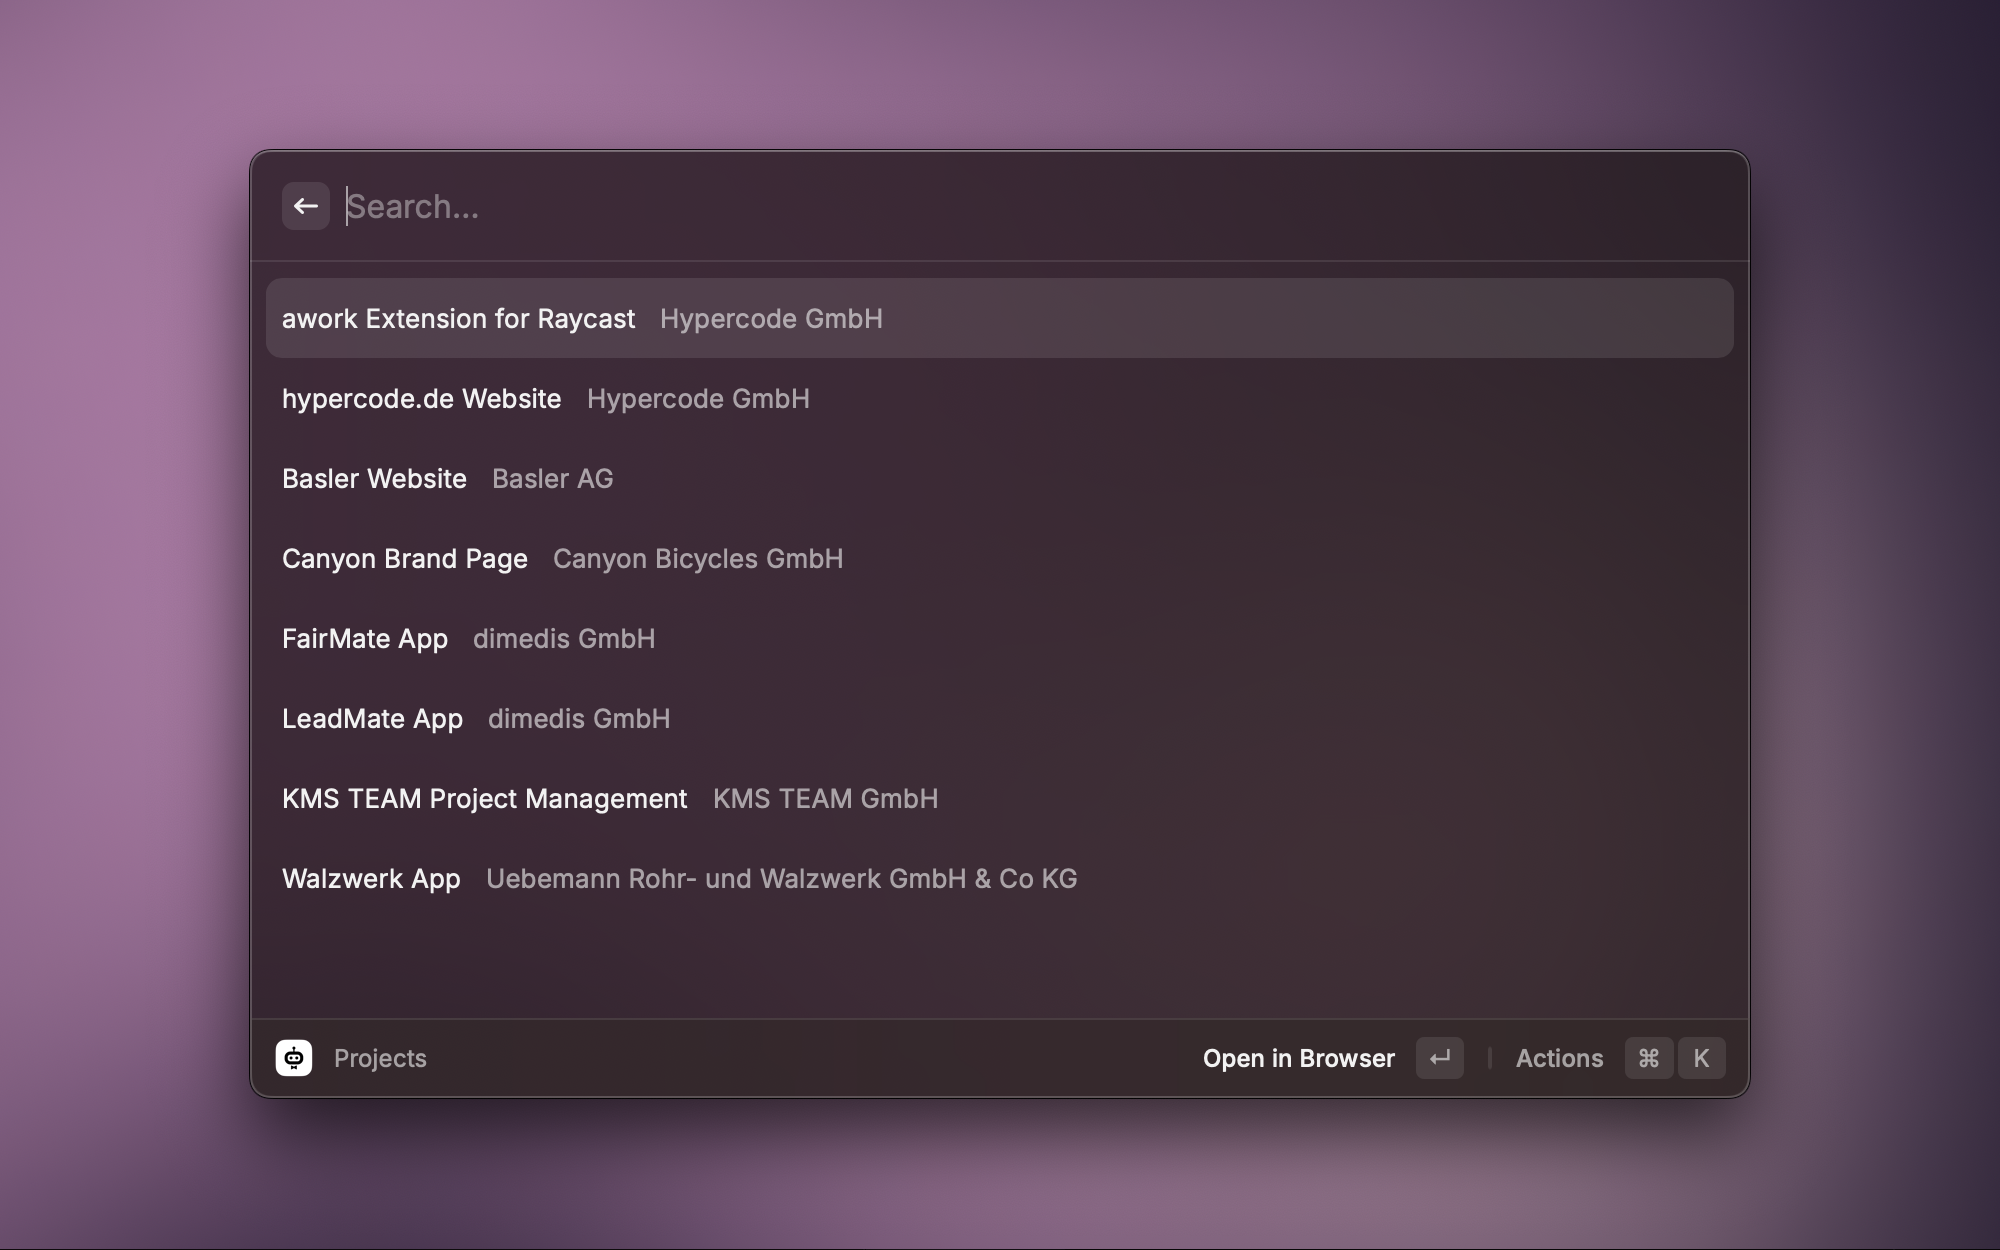 Search...
awork Extension for Raycast Hypercode GmbH
hypercode.de Website Hypercode GmbH
Basler Website Basler AG
Canyon Brand Page Canyon Bicycles GmbH
FairMate App dimedis GmbH
LeadMate App dimedis GmbH
KMS TEAM Project Management KMS TEAM GmbH
Walzwerk App Uebemann Rohr- und Walzwerk GmbH & Co KG
Projects Open in Browser ↵ Actions ⌘ K